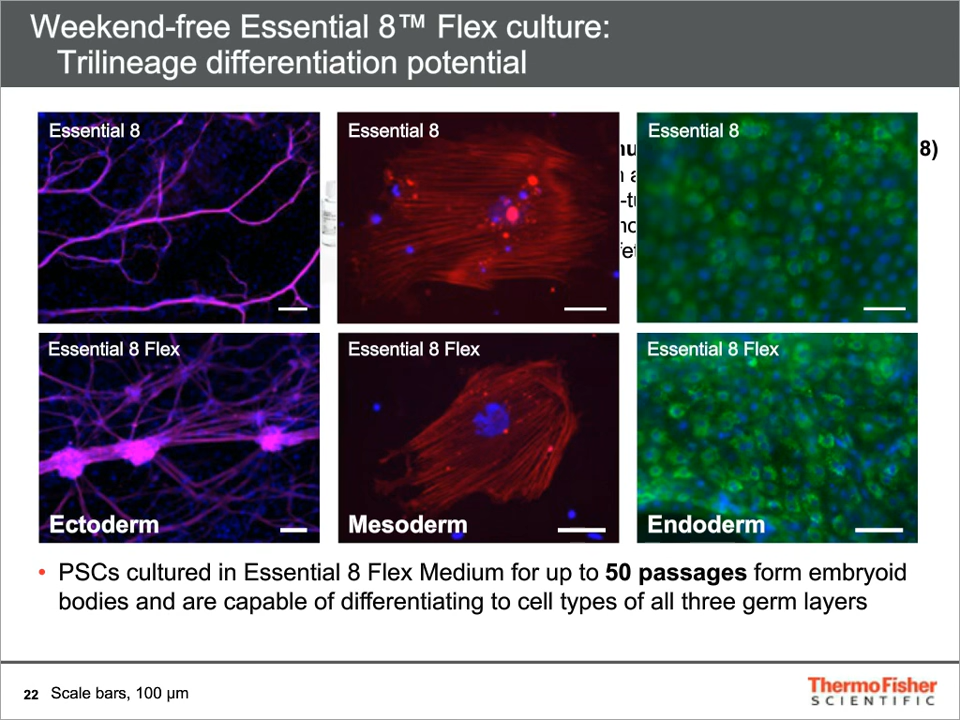 Weekend-free Essential 8™ Flex culture:
Trilineage differentiation potential
Essential 8
Essential 8
Essential 8
8)
Essential 8 Flex
Essential 8 Flex
Essential 8 Flex
Ectoderm
Mesoderm
Endoderm
• PSCs cultured in Essential 8 Flex Medium for up to 50 passages form embryoid
bodies and are capable of differentiating to cell types of all three germ layers
22 Scale bars, 100 µm
ThermoFisher
SCIENTIFIC